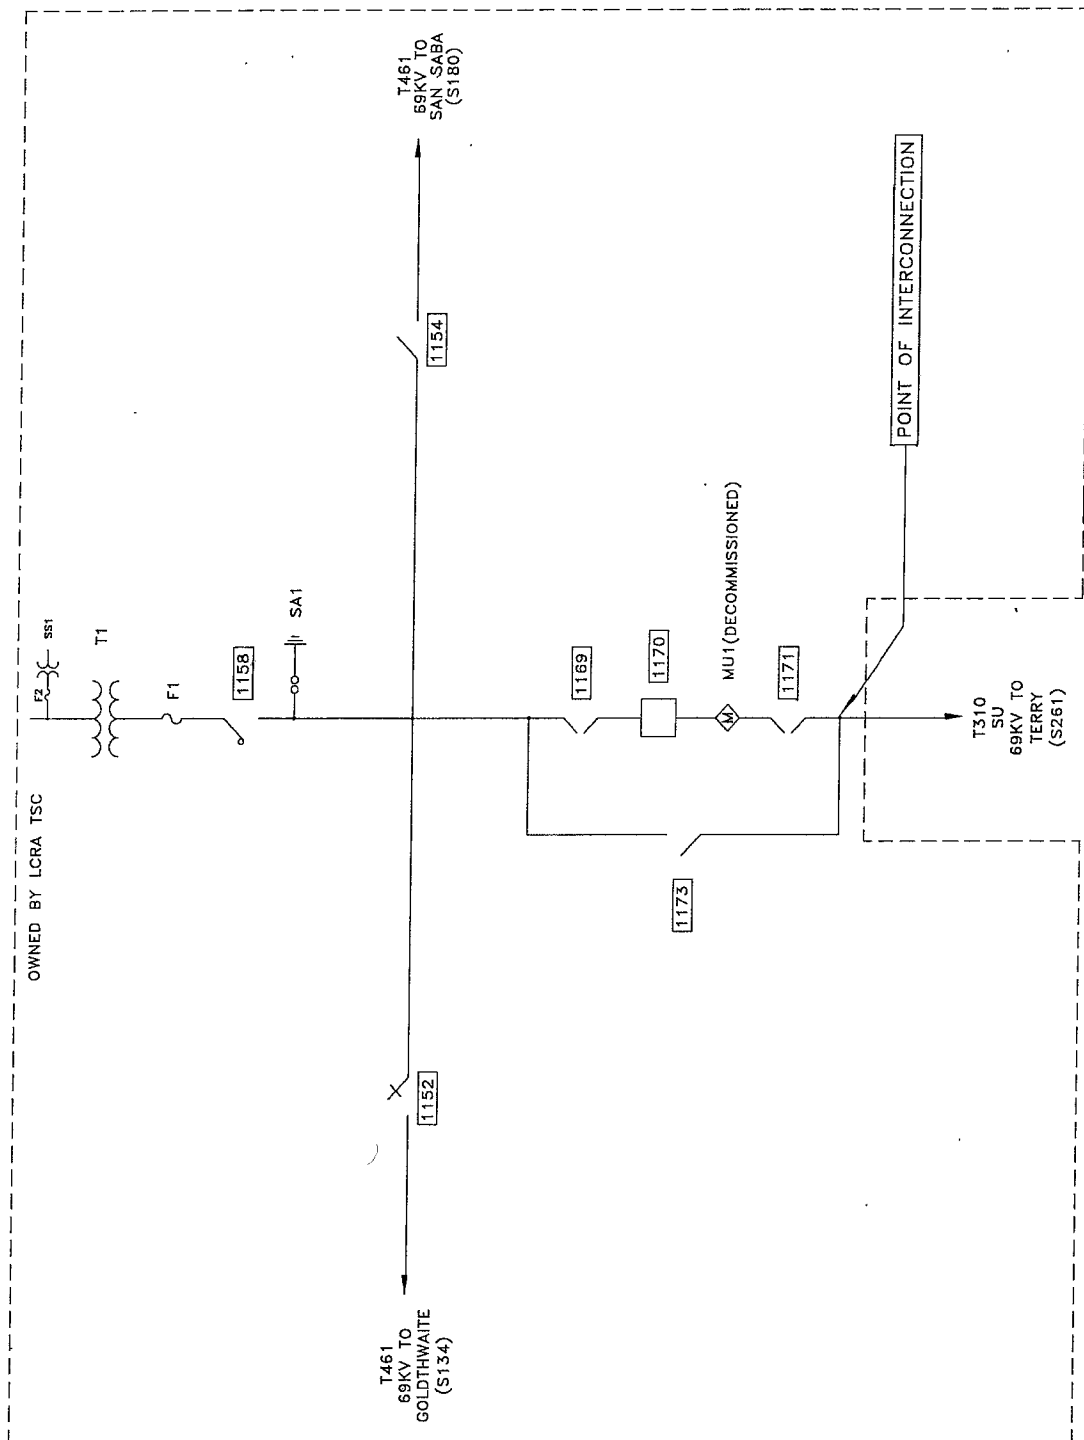 OWNED BY LCRA TSC
F2
SS1
T1
F1
1158
SA1
T461
69KV TO
GOLDTHWAITE
(S134)
1152
1154
T461
69KV TO
SAN SABA
(S180)
1169
1170
MU1(DECOMMISSIONED)
M
1171
1173
POINT OF INTERCONNECTION
T310
SU
69KV TO
TERRY
(S261)